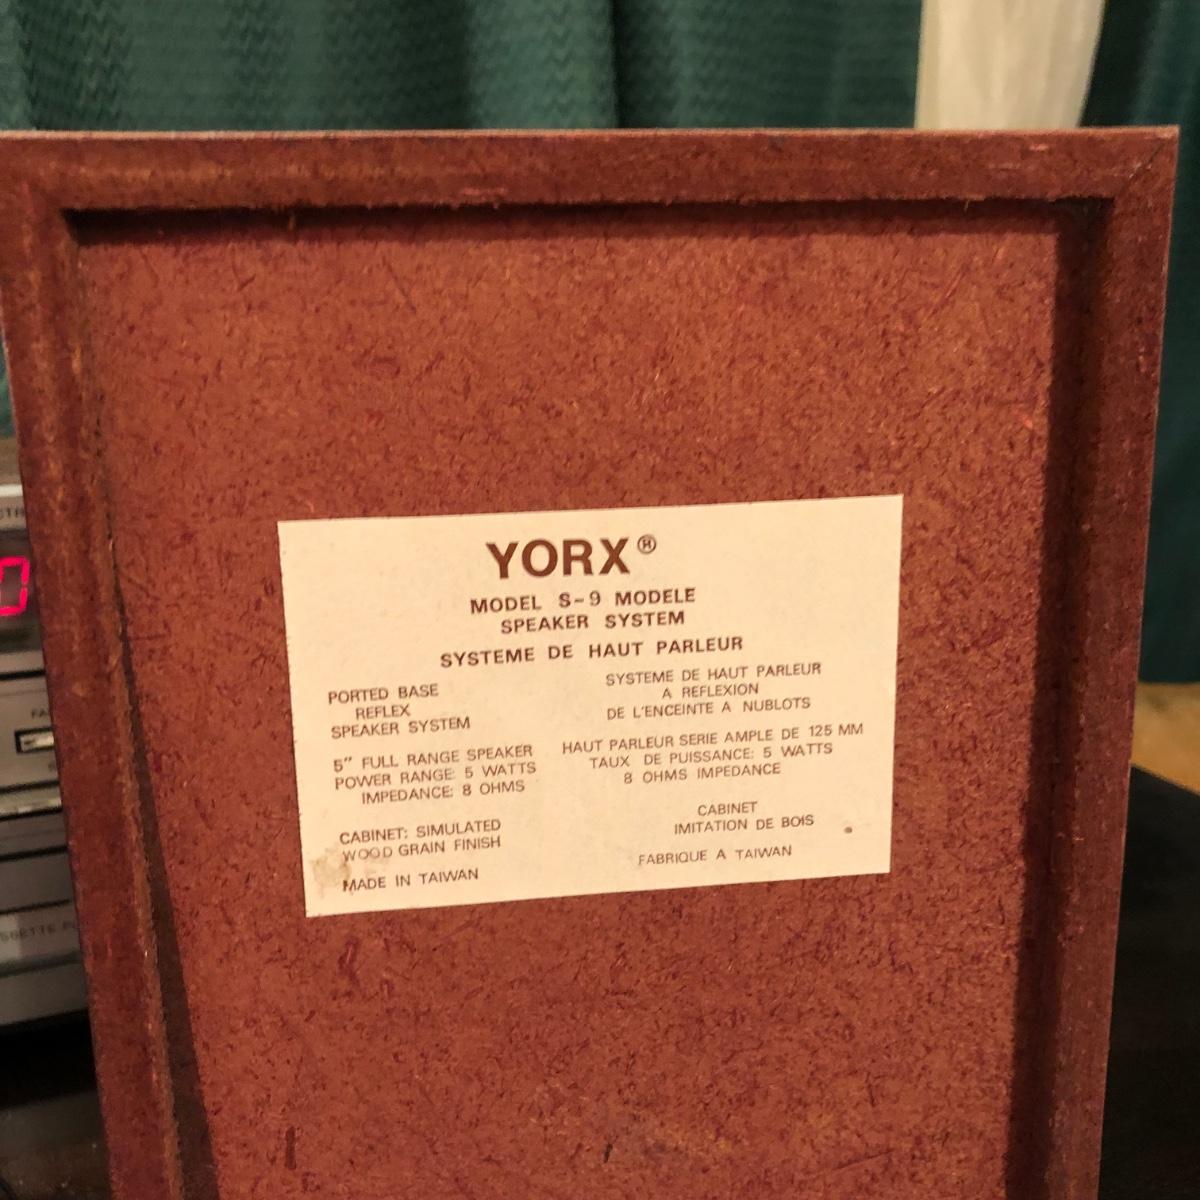 YORX®
MODEL S-9 MODELE
SPEAKER SYSTEM
SYSTEME DE HAUT PARLEUR
PORTED BASE
REFLEX
SPEAKER SYSTEM
5" FULL RANGE SPEAKER
POWER RANGE: 5 WATTS
IMPEDANCE: 8 OHMS
CABINET: SIMULATED
WOOD GRAIN FINISH
MADE IN TAIWAN
SYSTEME DE HAUT PARLEUR
A REFLEXION
DE L'ENCEINTE A NUBLOTS
HAUT PARLEUR SERIE AMPLE DE 125 MM
TAUX DE PUISSANCE: 5 WATTS
8 OHMS IMPEDANCE
CABINET
IMITATION DE BOIS
FABRIQUE A TAIWAN